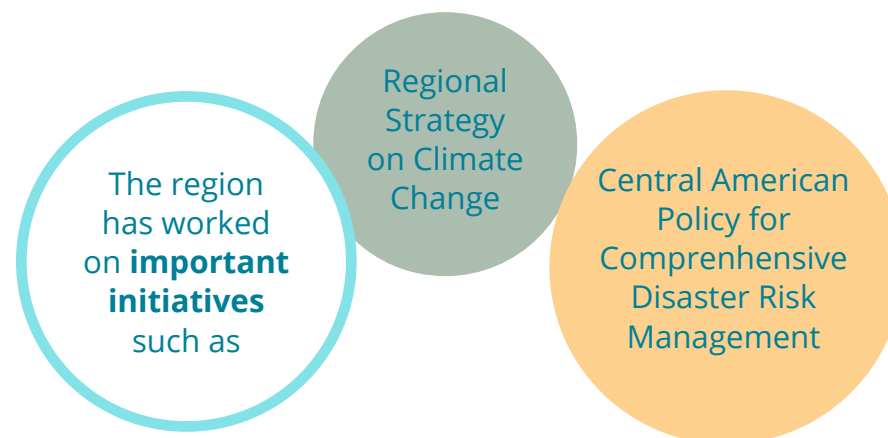 The region
has worked
on important
initiatives
such as
Regional
Strategy
on Climate
Change
Central American
Policy for
Comprenhensive
Disaster Risk
Management